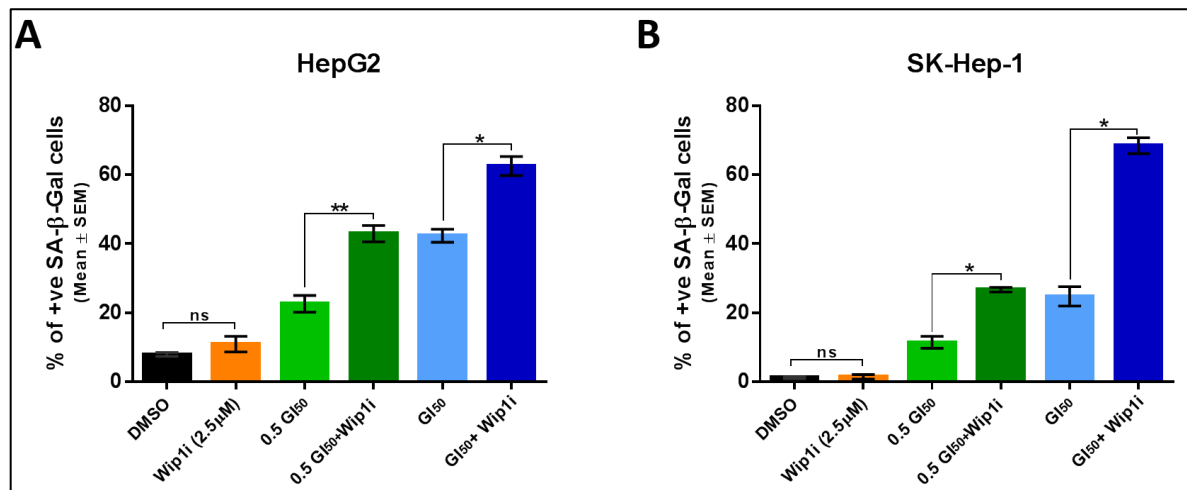 A
HepG2
% of +ve SA-β-Gal cells
(Mean ± SEM)
80
60
40
20
0
ns
**
*
DMSO
Wip1i (2.5µM)
0.5 GI50
0.5 GI50+Wip1i
GI50
GI50+ Wip1i
B
SK-Hep-1
% of +ve SA-β-Gal cells
(Mean ± SEM)
80
60
40
20
0
ns
*
*
DMSO
Wip1i (2.5µM)
0.5 GI50
0.5 GI50+Wip1i
GI50
GI50+ Wip1i